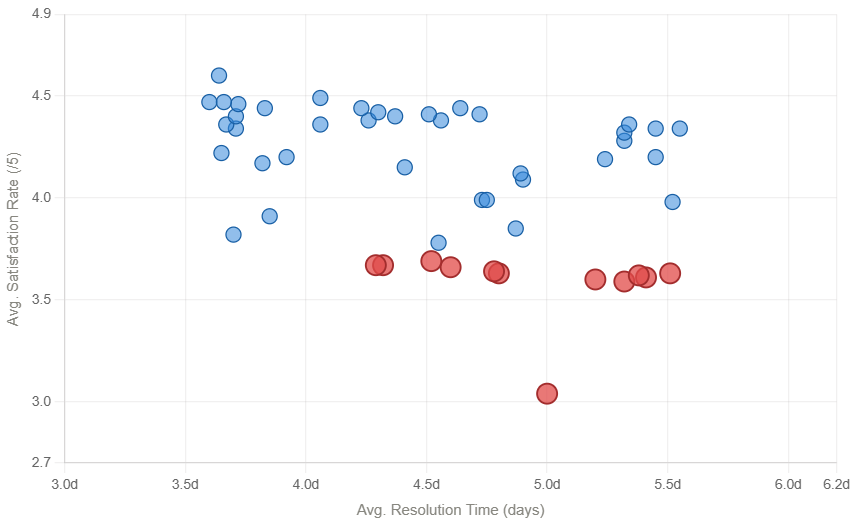 4.9
4.5
4.0
3.5
3.0
2.7
Avg. Satisfaction Rate (/5)
3.0d 3.5d 4.0d 4.5d 5.0d 5.5d 6.0d 6.2d
Avg. Resolution Time (days)